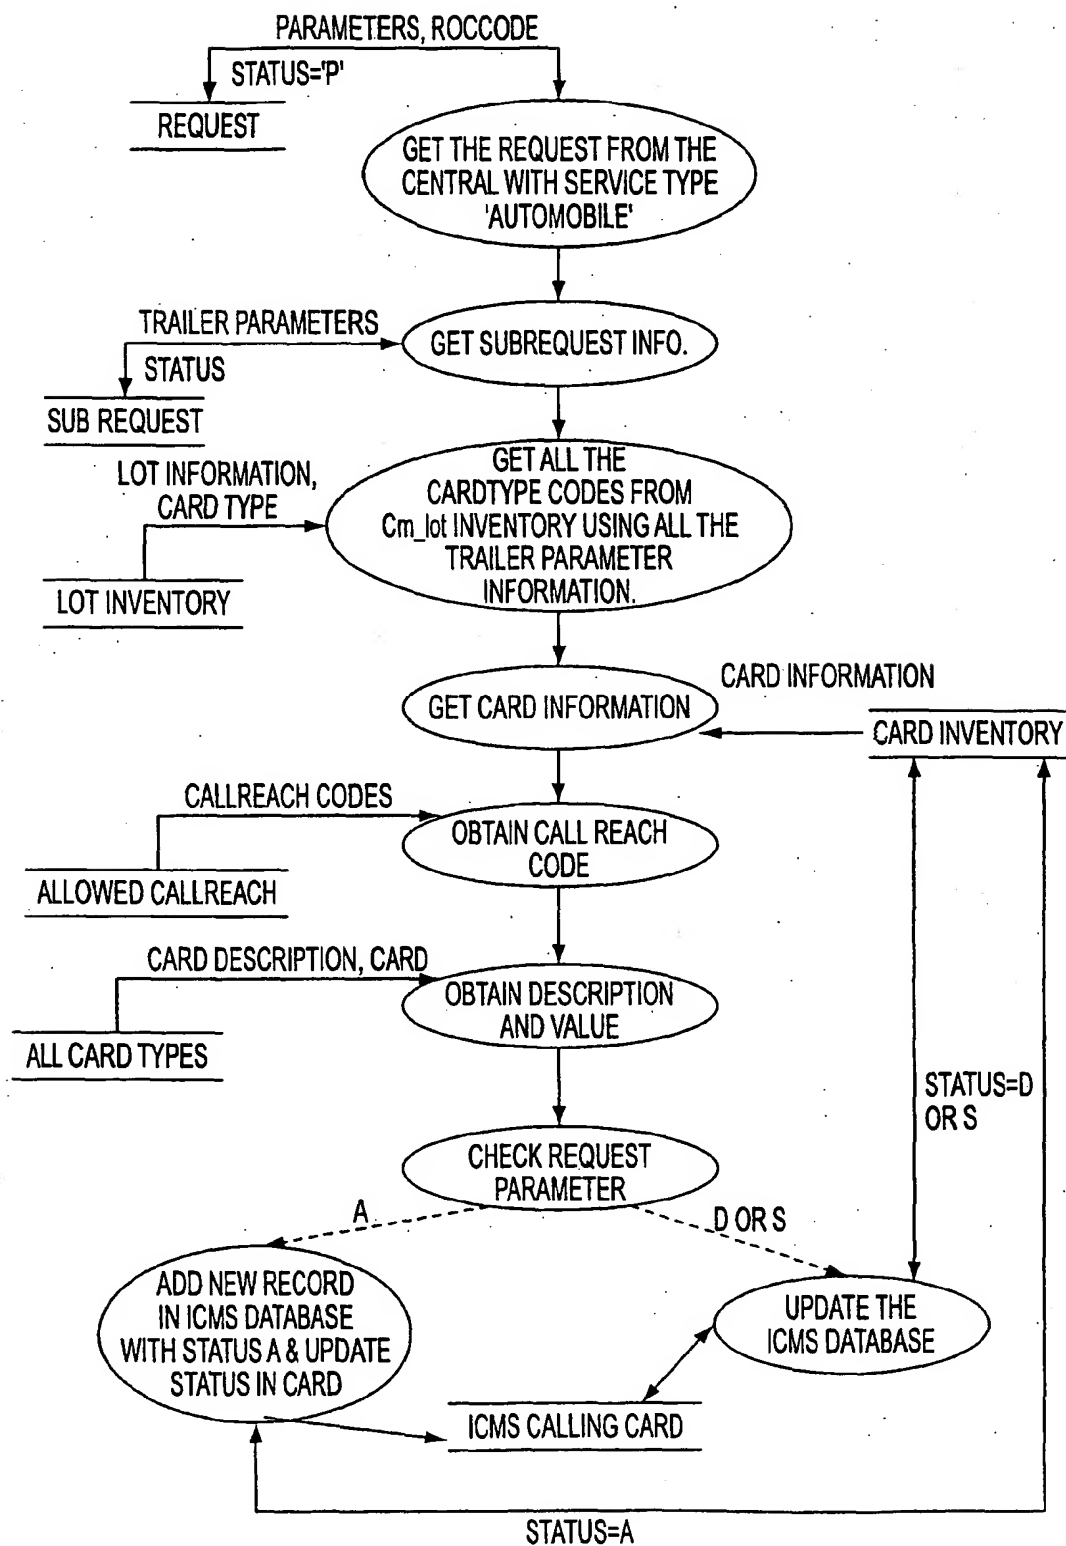 PARAMETERS, ROCCODE
STATUS='P'
REQUEST
GET THE REQUEST FROM THE
CENTRAL WITH SERVICE TYPE
'AUTOMOBILE'
TRAILER PARAMETERS
GET SUBREQUEST INFO.
STATUS
SUB REQUEST
LOT INFORMATION,
CARD TYPE
GET ALL THE
CARDTYPE CODES FROM
Cm_lot INVENTORY USING ALL THE
TRAILER PARAMETER
INFORMATION.
LOT INVENTORY
CARD INFORMATION
GET CARD INFORMATION
CARD INVENTORY
CALLREACH CODES
OBTAIN CALL REACH
CODE
ALLOWED CALLREACH
CARD DESCRIPTION, CARD
OBTAIN DESCRIPTION
AND VALUE
ALL CARD TYPES
STATUS=D
OR S
CHECK REQUEST
PARAMETER
A
D OR S
ADD NEW RECORD
IN ICMS DATABASE
WITH STATUS A & UPDATE
STATUS IN CARD
UPDATE THE
ICMS DATABASE
ICMS CALLING CARD
STATUS=A